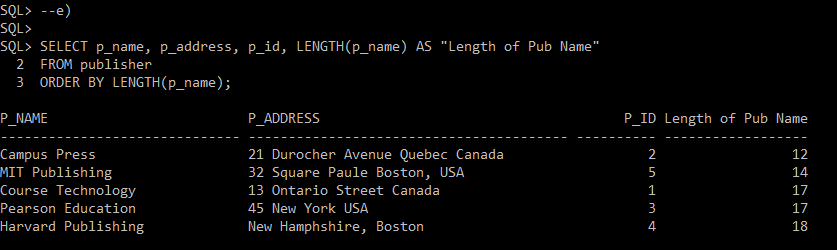 SQL> --e)
SQL>
SQL> SELECT p_name, p_address, p_id, LENGTH(p_name) AS "Length of Pub Name"
  2  FROM publisher
  3  ORDER BY LENGTH(p_name);

P_NAME                         P_ADDRESS                                      P_ID Length of Pub Name
------------------------------ ---------------------------------------- ---------- ------------------
Campus Press                   21 Durocher Avenue Quebec Canada                  2                 12
MIT Publishing                 32 Square Paule Boston, USA                       5                 14
Course Technology              13 Ontario Street Canada                          1                 17
Pearson Education              45 New York USA                                   3                 17
Harvard Publishing             New Hamphshire, Boston                            4                 18